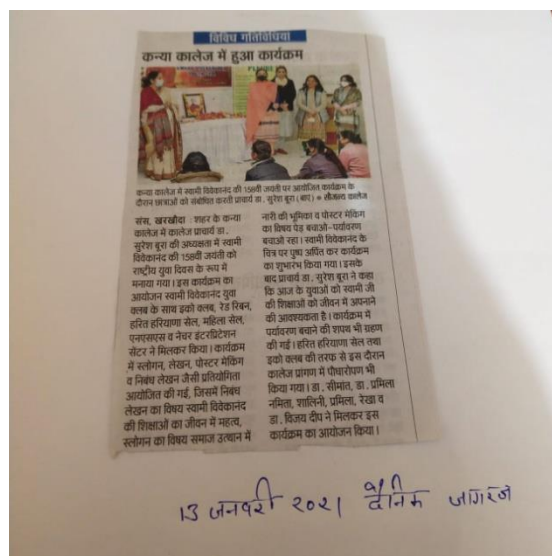 विविध गतिविधियां
कन्या कालेज में हुआ कार्यक्रम
कन्या कालेज में स्वामी विवेकानंद की 158वीं जयंती पर आयोजित कार्यक्रम के
दौरान छात्राओं को संबोधित करती प्राचार्य डा. सुरेश बूरा (बाएं) ● सौजन्य कालेज
संस, खरखौदा : शहर के कन्या
कालेज में कालेज प्राचार्य डा.
सुरेश बूरा की अध्यक्षता में स्वामी
विवेकानंद की 158वीं जयंती को
राष्ट्रीय युवा दिवस के रूप में
मनाया गया। इस कार्यक्रम का
आयोजन स्वामी विवेकानंद युवा
क्लब के साथ इको क्लब, रेड रिबन,
हरित हरियाणा सेल, महिला सेल,
एनएसएस व नेचर इंटरप्रिटेशन
सेंटर ने मिलकर किया। कार्यक्रम
में स्लोगन, लेखन, पोस्टर मेकिंग
व निबंध लेखन जैसी प्रतियोगिता
आयोजित की गई, जिसमें निबंध
लेखन का विषय स्वामी विवेकानंद
की शिक्षाओं का जीवन में महत्व,
स्लोगन का विषय समाज उत्थान में
नारी की भूमिका व पोस्टर मेकिंग
का विषय पेड़ बचाओ-पर्यावरण
बचाओ रहा। स्वामी विवेकानंद के
चित्र पर पुष्प अर्पित कर कार्यक्रम
का शुभारंभ किया गया। इसके
बाद प्राचार्य डा. सुरेश बूरा ने कहा
कि आज के युवाओं को स्वामी जी
की शिक्षाओं को जीवन में अपनाने
की आवश्यकता है। कार्यक्रम में
पर्यावरण बचाने की शपथ भी ग्रहण
की गई। हरित हरियाणा सेल तथा
इको क्लब की तरफ से इस दौरान
कालेज प्रांगण में पौधारोपण भी
किया गया। डा. सीमांत, डा. प्रमिला
नमिता, शालिनी, प्रमिला, रेखा व
डा. विजय दीप ने मिलकर इस
कार्यक्रम का आयोजन किया।
13 जनवरी 2021 दैनिक जागरण